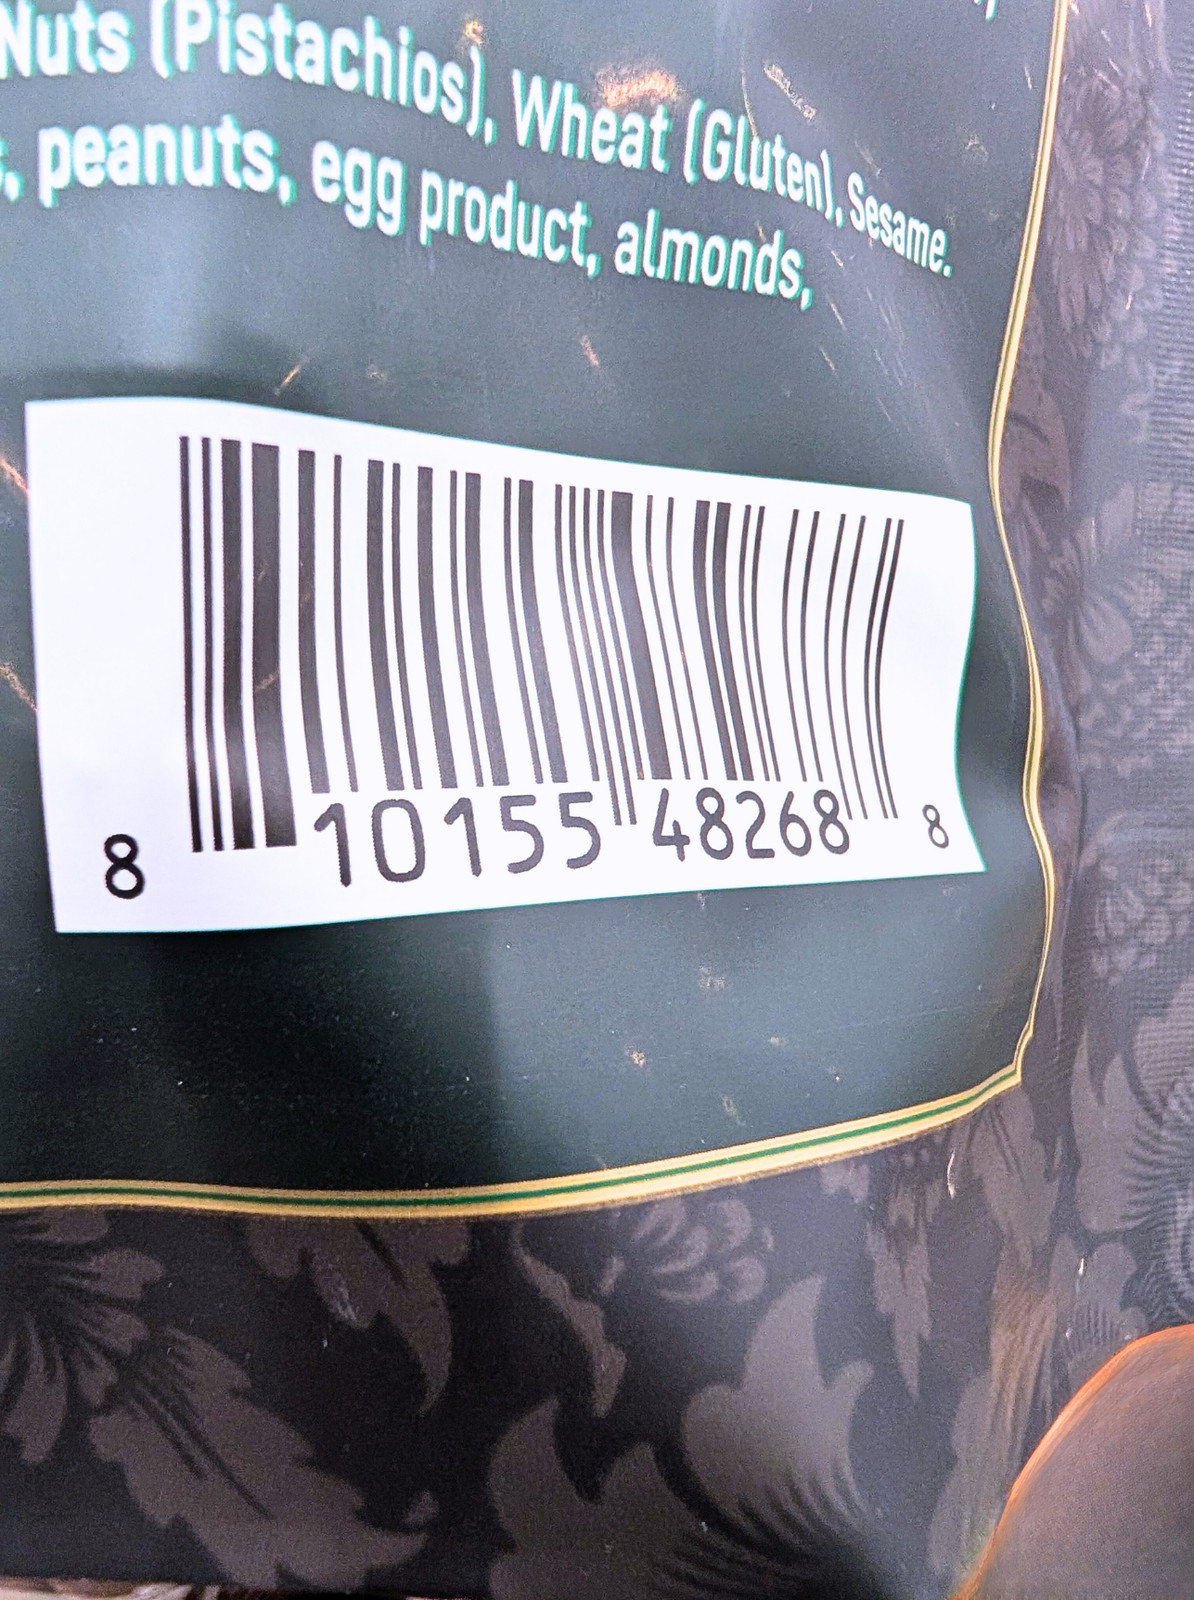 Nuts (Pistachios), Wheat (Gluten), Sesame.
, peanuts, egg product, almonds,
8 10155 48268 8